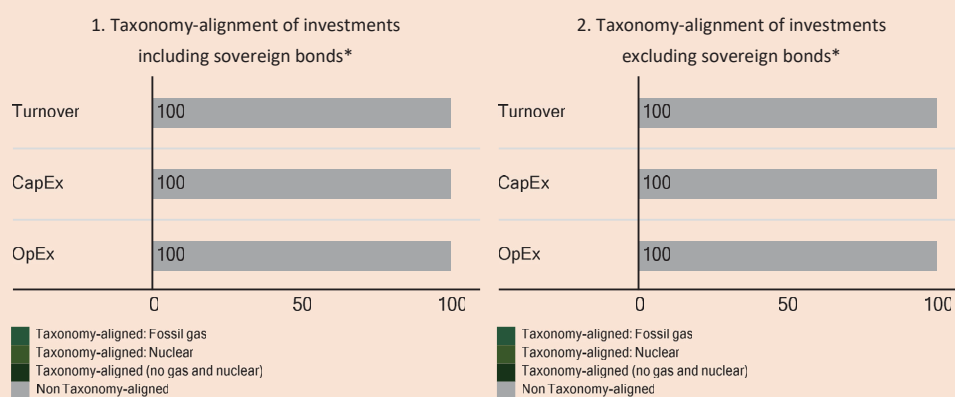 1. Taxonomy-alignment of investments
including sovereign bonds*
Turnover
100
CapEx
100
OpEx
100
0 50 100
Taxonomy-aligned: Fossil gas
Taxonomy-aligned: Nuclear
Taxonomy-aligned (no gas and nuclear)
Non Taxonomy-aligned
2. Taxonomy-alignment of investments
excluding sovereign bonds*
Turnover
100
CapEx
100
OpEx
100
0 50 100
Taxonomy-aligned: Fossil gas
Taxonomy-aligned: Nuclear
Taxonomy-aligned (no gas and nuclear)
Non Taxonomy-aligned